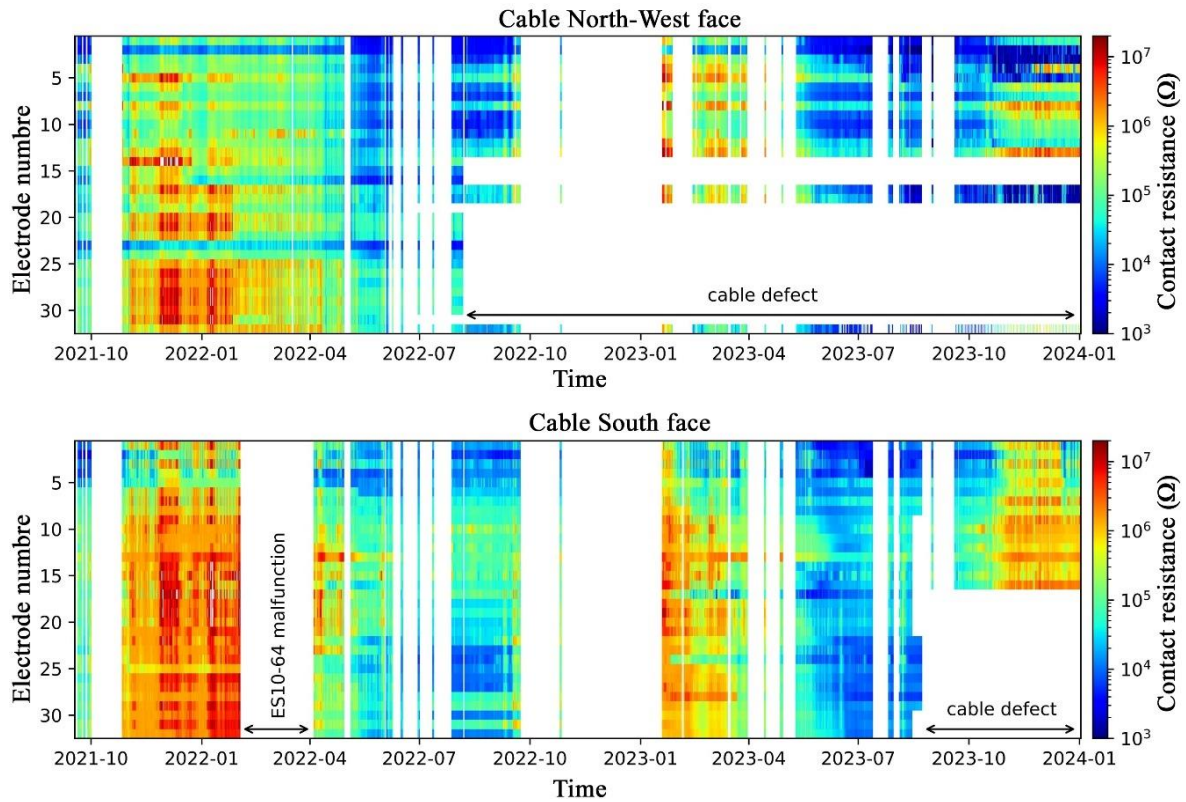 Cable North-West face
Electrode numbre
5
10
15
20
25
30
cable defect
2021-10 2022-01 2022-04 2022-07 2022-10 2023-01 2023-04 2023-07 2023-10 2024-01
Time
10⁷
10⁶
10⁵
10⁴
10³
Contact resistance (Ω)
Cable South face
Electrode numbre
5
10
15
20
25
30
ES10-64 malfunction
cable defect
2021-10 2022-01 2022-04 2022-07 2022-10 2023-01 2023-04 2023-07 2023-10 2024-01
Time
10⁷
10⁶
10⁵
10⁴
10³
Contact resistance (Ω)